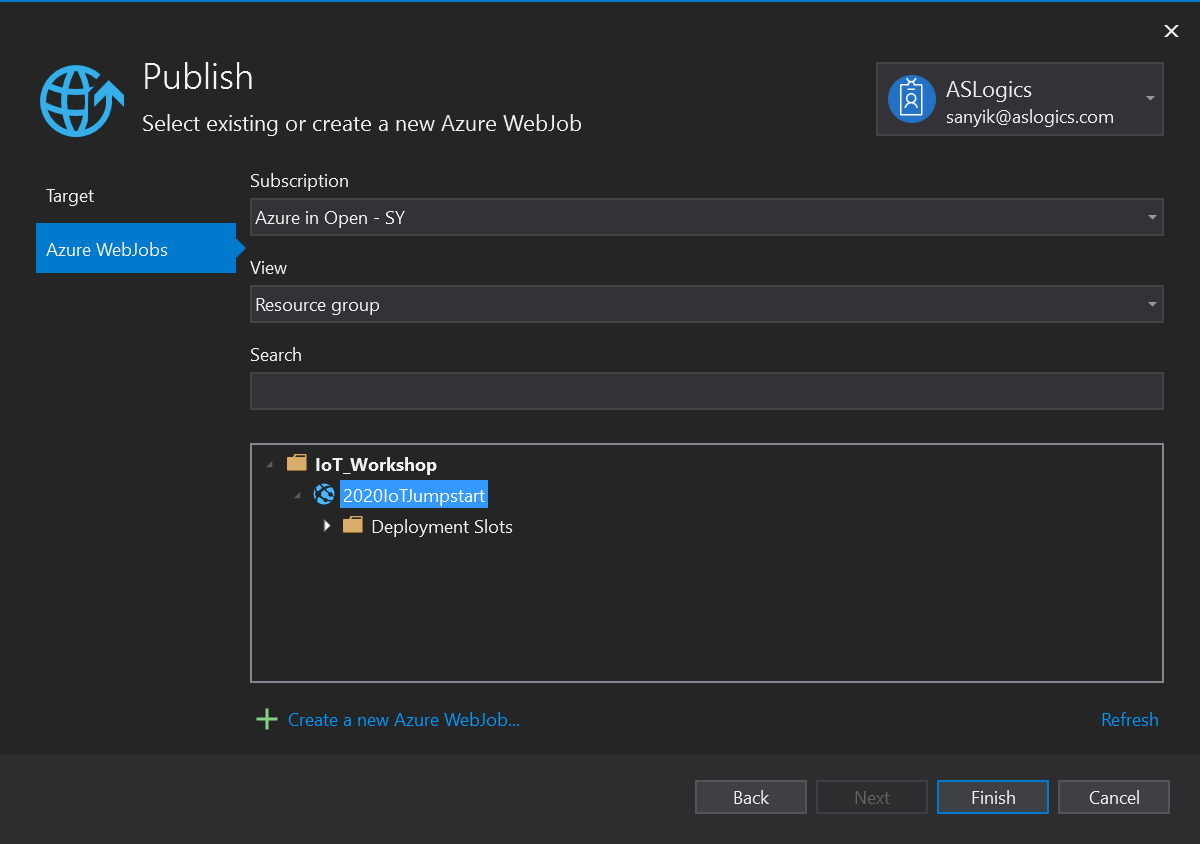 Publish
Select existing or create a new Azure WebJob
ASLogics
sanyik@aslogics.com
Target
Azure WebJobs
Subscription
Azure in Open - SY
View
Resource group
Search
IoT_Workshop
2020IoTJumpstart
Deployment Slots
Create a new Azure WebJob...
Refresh
Back
Next
Finish
Cancel